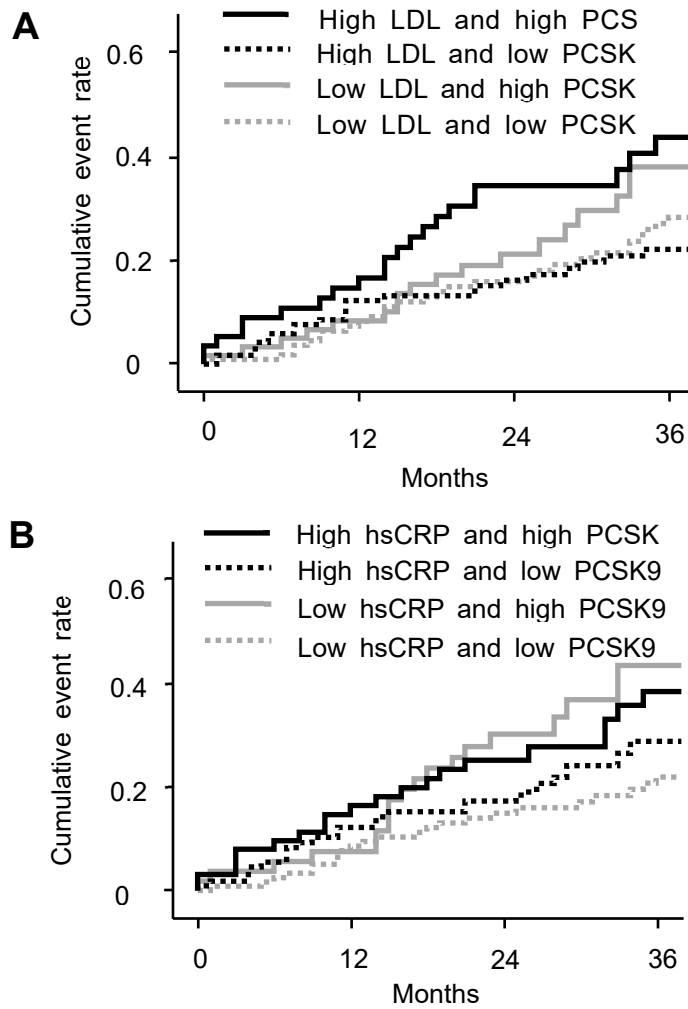 A
High LDL and high PCS
High LDL and low PCSK
Low LDL and high PCSK
Low LDL and low PCSK
Cumulative event rate
0.6
0.4
0.2
0
0 12 24 36
Months
B
High hsCRP and high PCSK
High hsCRP and low PCSK9
Low hsCRP and high PCSK9
Low hsCRP and low PCSK9
Cumulative event rate
0.6
0.4
0.2
0
0 12 24 36
Months